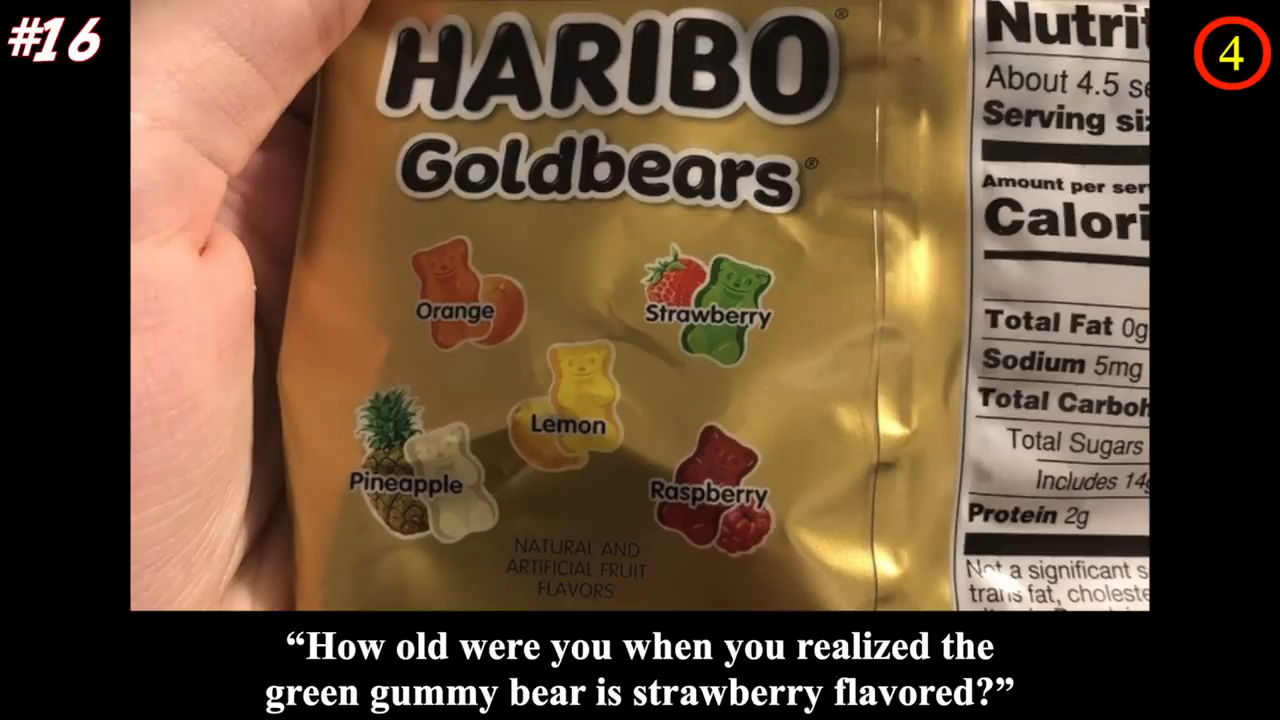 #16
4
HARIBO®
Goldbears®
Orange
Strawberry
Lemon
Pineapple
Raspberry
NATURAL AND
ARTIFICIAL FRUIT
FLAVORS
Nutrit
About 4.5 se
Serving siz
Amount per ser
Calori
Total Fat 0g
Sodium 5mg
Total Carboh
Total Sugars
Includes 14g
Protein 2g
Not a significant s
trans fat, choleste
“How old were you when you realized the
green gummy bear is strawberry flavored?”